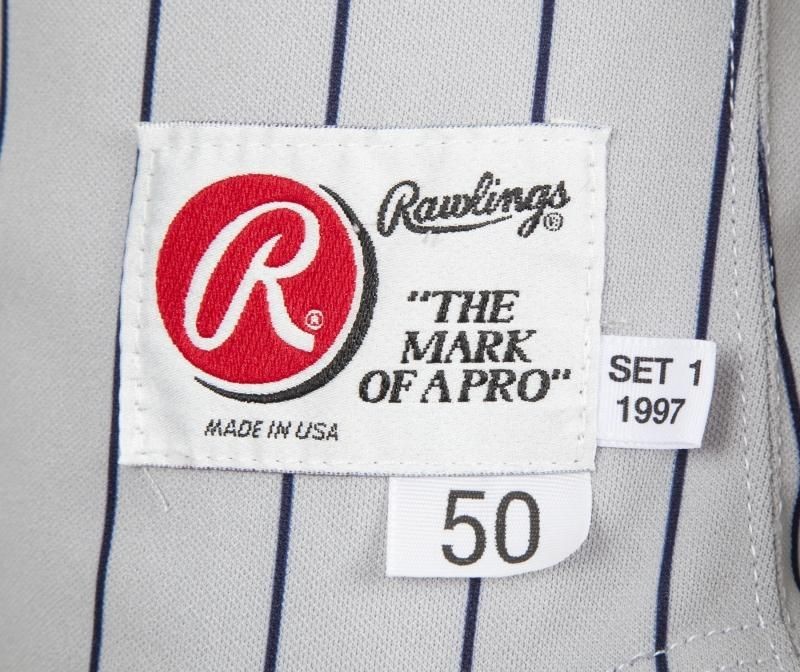 R®
Rawlings®
"THE
MARK
OF A PRO"
MADE IN USA
SET 1
1997
50